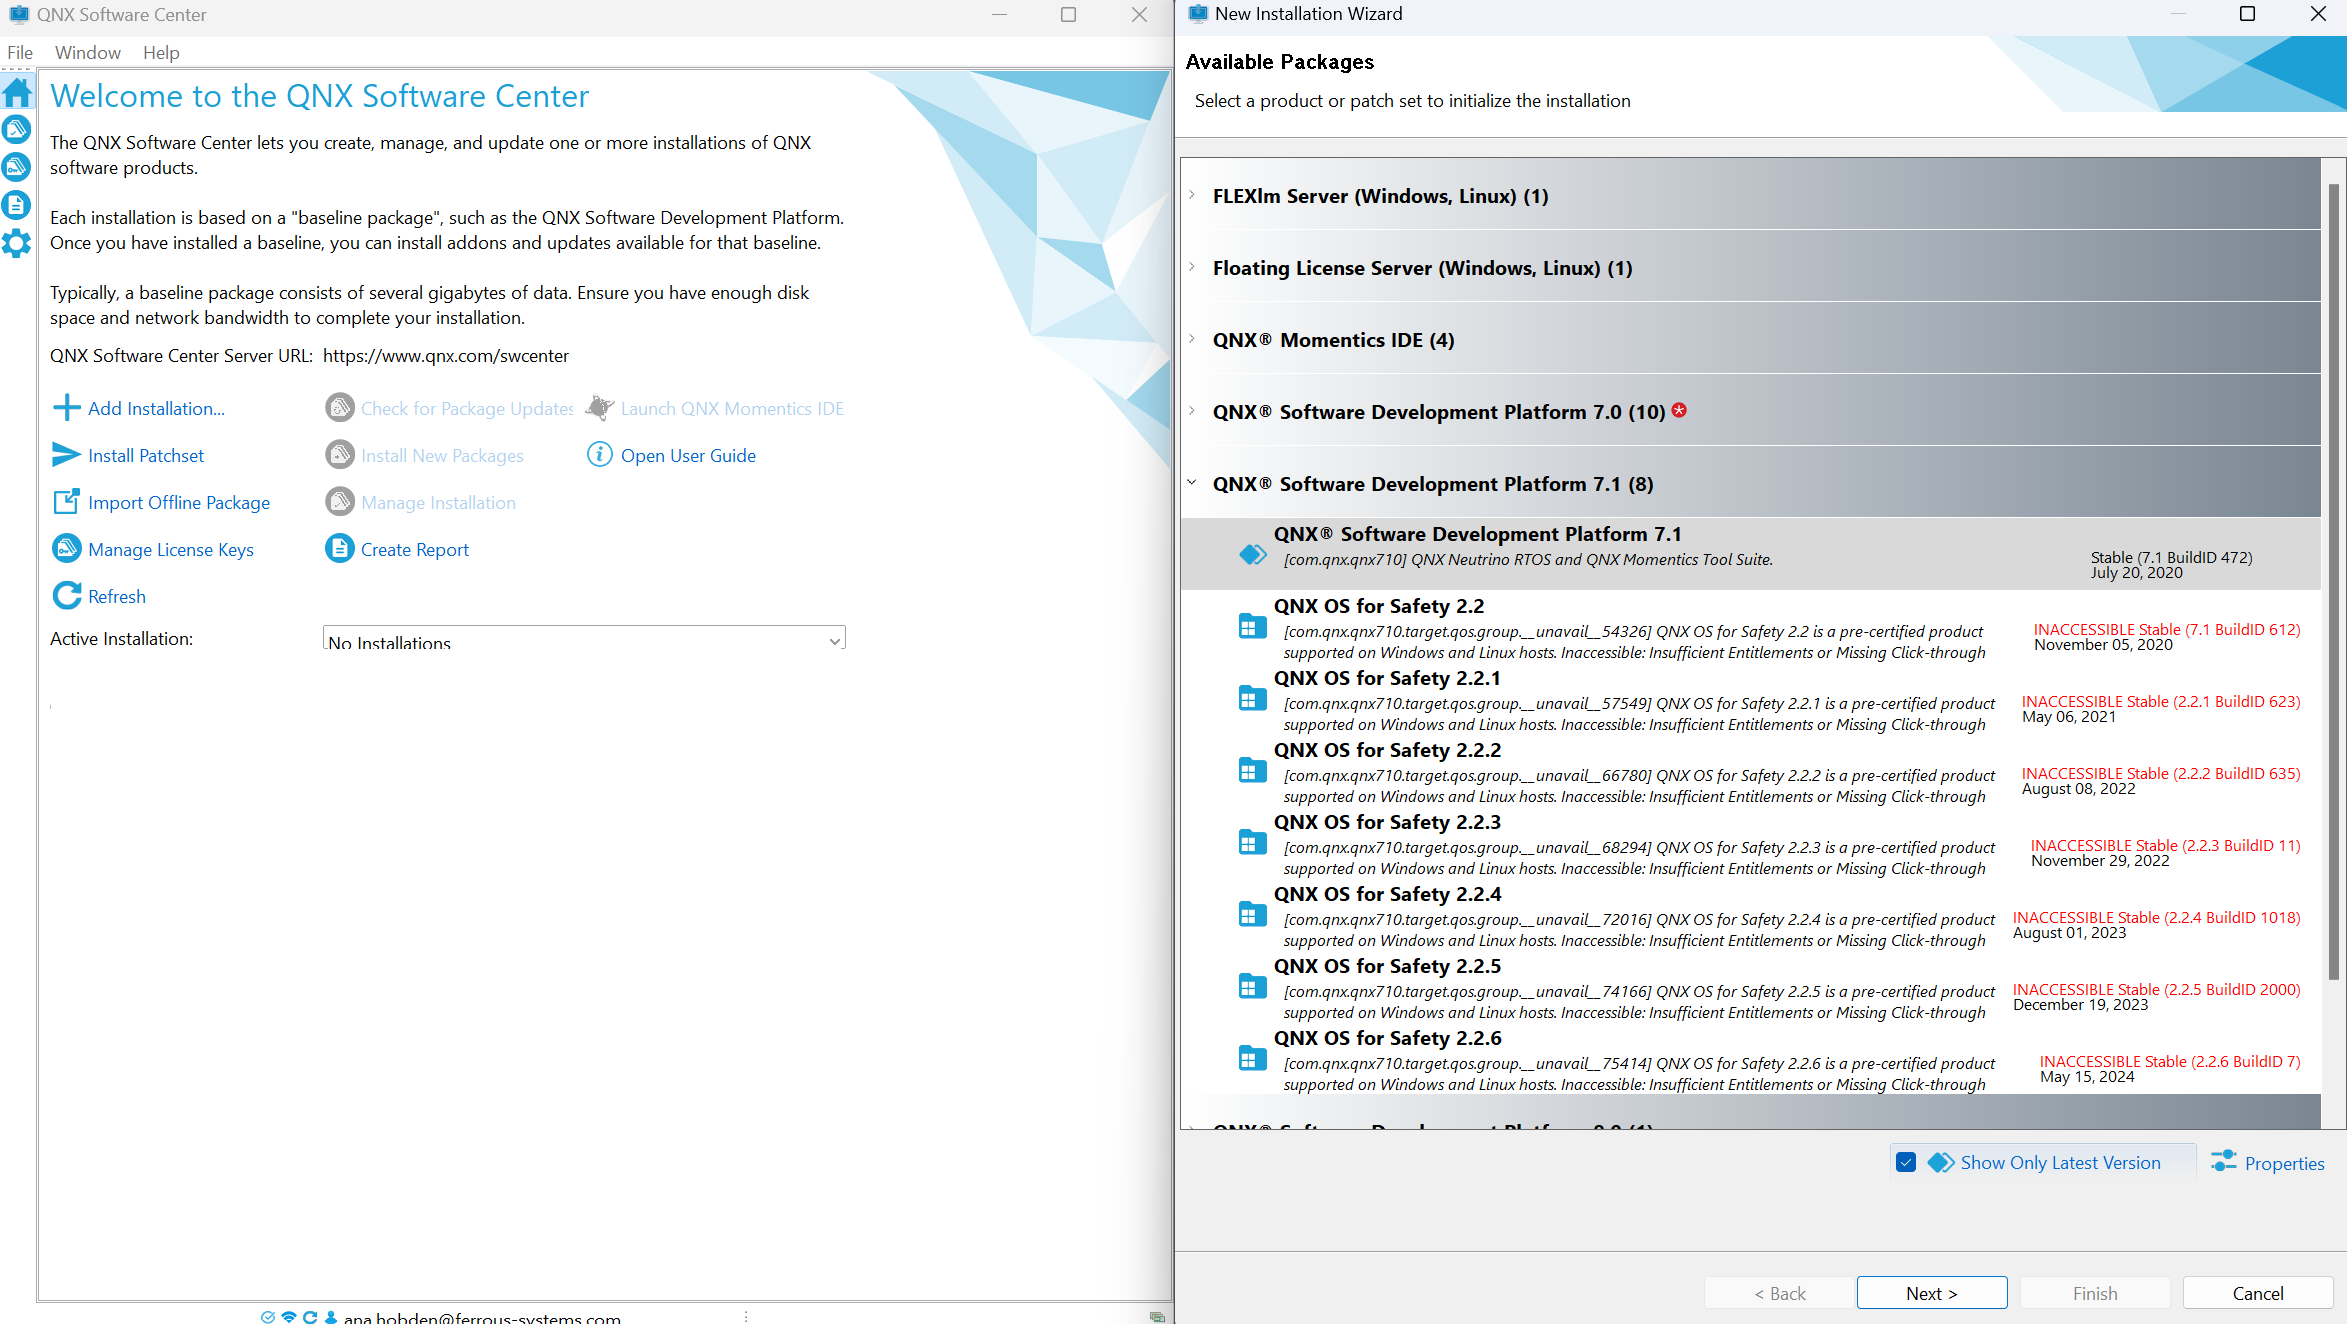 QNX Software Center
File Window Help
Welcome to the QNX Software Center
The QNX Software Center lets you create, manage, and update one or more installations of QNX
software products.
Each installation is based on a "baseline package", such as the QNX Software Development Platform.
Once you have installed a baseline, you can install addons and updates available for that baseline.
Typically, a baseline package consists of several gigabytes of data. Ensure you have enough disk
space and network bandwidth to complete your installation.
QNX Software Center Server URL: https://www.qnx.com/swcenter
Add Installation... Check for Package Updates Launch QNX Momentics IDE
Install Patchset Install New Packages Open User Guide
Import Offline Package Manage Installation
Manage License Keys Create Report
Refresh
Active Installation: No Installations
ana.hobden@ferrous-systems.com
New Installation Wizard
Available Packages
Select a product or patch set to initialize the installation
FLEXlm Server (Windows, Linux) (1)
Floating License Server (Windows, Linux) (1)
QNX® Momentics IDE (4)
QNX® Software Development Platform 7.0 (10)
QNX® Software Development Platform 7.1 (8)
QNX® Software Development Platform 7.1
[com.qnx.qnx710] QNX Neutrino RTOS and QNX Momentics Tool Suite.
Stable (7.1 BuildID 472)
July 20, 2020
QNX OS for Safety 2.2
[com.qnx.qnx710.target.qos.group.__unavail__54326] QNX OS for Safety 2.2 is a pre-certified product
supported on Windows and Linux hosts. Inaccessible: Insufficient Entitlements or Missing Click-through
INACCESSIBLE Stable (7.1 BuildID 612)
November 05, 2020
QNX OS for Safety 2.2.1
[com.qnx.qnx710.target.qos.group.__unavail__57549] QNX OS for Safety 2.2.1 is a pre-certified product
supported on Windows and Linux hosts. Inaccessible: Insufficient Entitlements or Missing Click-through
INACCESSIBLE Stable (2.2.1 BuildID 623)
May 06, 2021
QNX OS for Safety 2.2.2
[com.qnx.qnx710.target.qos.group.__unavail__66780] QNX OS for Safety 2.2.2 is a pre-certified product
supported on Windows and Linux hosts. Inaccessible: Insufficient Entitlements or Missing Click-through
INACCESSIBLE Stable (2.2.2 BuildID 635)
August 08, 2022
QNX OS for Safety 2.2.3
[com.qnx.qnx710.target.qos.group.__unavail__68294] QNX OS for Safety 2.2.3 is a pre-certified product
supported on Windows and Linux hosts. Inaccessible: Insufficient Entitlements or Missing Click-through
INACCESSIBLE Stable (2.2.3 BuildID 11)
November 29, 2022
QNX OS for Safety 2.2.4
[com.qnx.qnx710.target.qos.group.__unavail__72016] QNX OS for Safety 2.2.4 is a pre-certified product
supported on Windows and Linux hosts. Inaccessible: Insufficient Entitlements or Missing Click-through
INACCESSIBLE Stable (2.2.4 BuildID 1018)
August 01, 2023
QNX OS for Safety 2.2.5
[com.qnx.qnx710.target.qos.group.__unavail__74166] QNX OS for Safety 2.2.5 is a pre-certified product
supported on Windows and Linux hosts. Inaccessible: Insufficient Entitlements or Missing Click-through
INACCESSIBLE Stable (2.2.5 BuildID 2000)
December 19, 2023
QNX OS for Safety 2.2.6
[com.qnx.qnx710.target.qos.group.__unavail__75414] QNX OS for Safety 2.2.6 is a pre-certified product
supported on Windows and Linux hosts. Inaccessible: Insufficient Entitlements or Missing Click-through
INACCESSIBLE Stable (2.2.6 BuildID 7)
May 15, 2024
QNX® Software Development Platform 8.0 (1)
Show Only Latest Version Properties
< Back Next > Finish Cancel